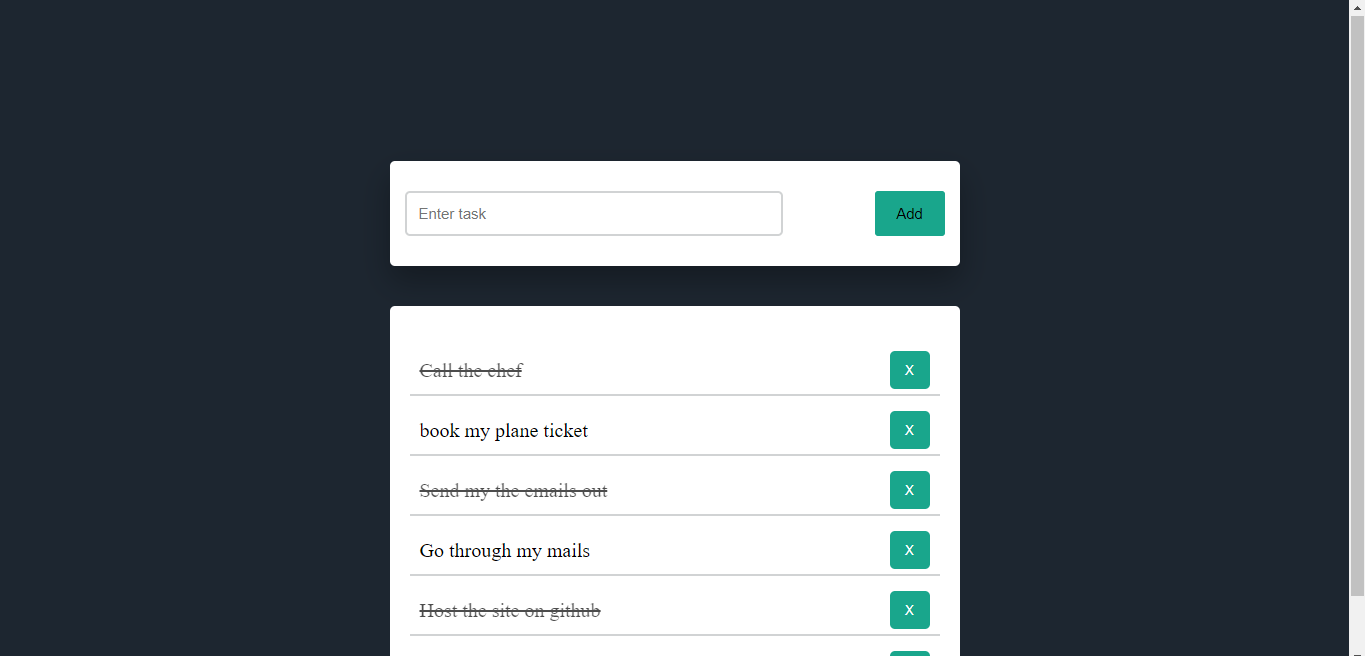 Enter task
Add
Call the chef
X
book my plane ticket
X
Send my the emails out
X
Go through my mails
X
Host the site on github
X